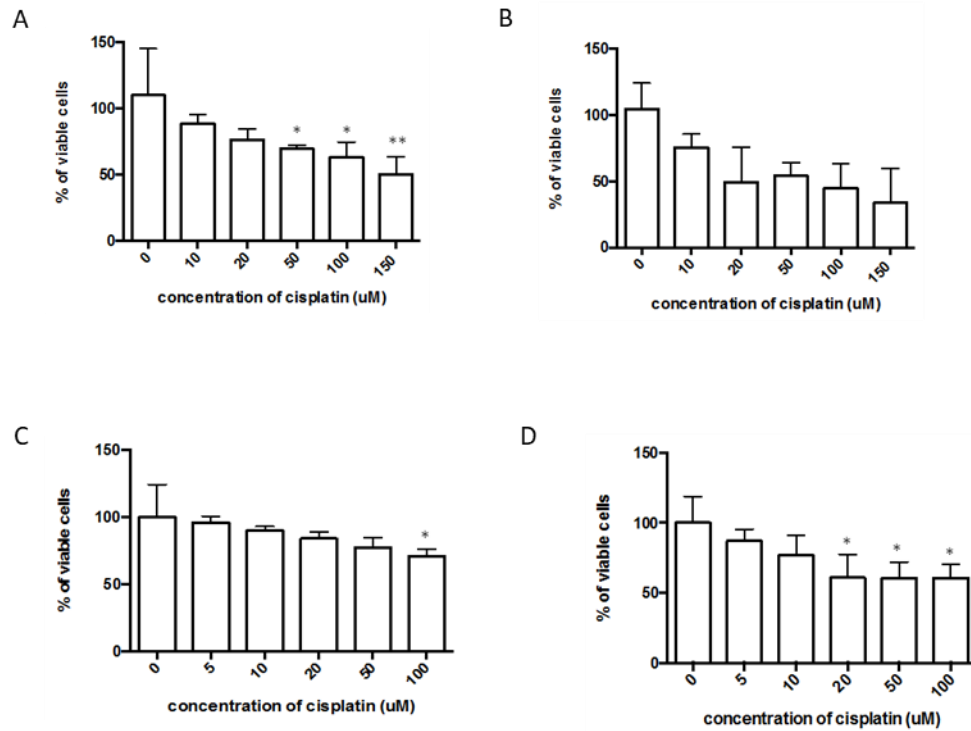 A
150
100
50
0
% of viable cells
* * **
0 10 20 50 100 150
concentration of cisplatin (uM)
B
150
100
50
0
% of viable cells
0 10 20 50 100 150
concentration of cisplatin (uM)
C
150
100
50
0
% of viable cells
*
0 5 10 20 50 100
concentration of cisplatin (uM)
D
150
100
50
0
% of viable cells
* * *
0 5 10 20 50 100
concentration of cisplatin (uM)